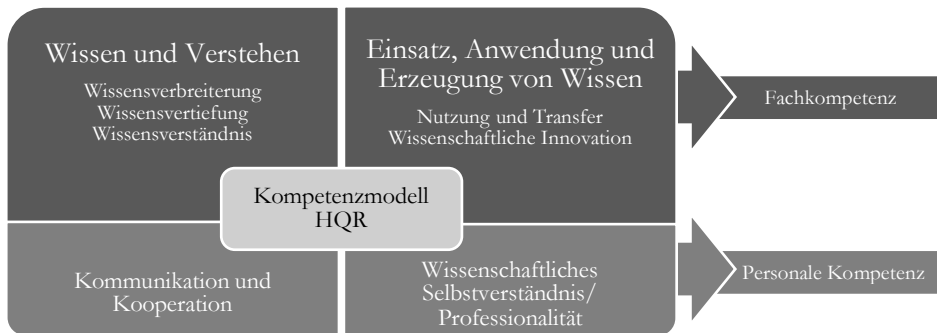 Wissen und Verstehen
Wissensverbreiterung
Wissensvertiefung
Wissensverständnis
Einsatz, Anwendung und
Erzeugung von Wissen
Nutzung und Transfer
Wissenschaftliche Innovation
Fachkompetenz
Kompetenzmodell
HQR
Kommunikation und
Kooperation
Wissenschaftliches
Selbstverständnis/
Professionalität
Personale Kompetenz